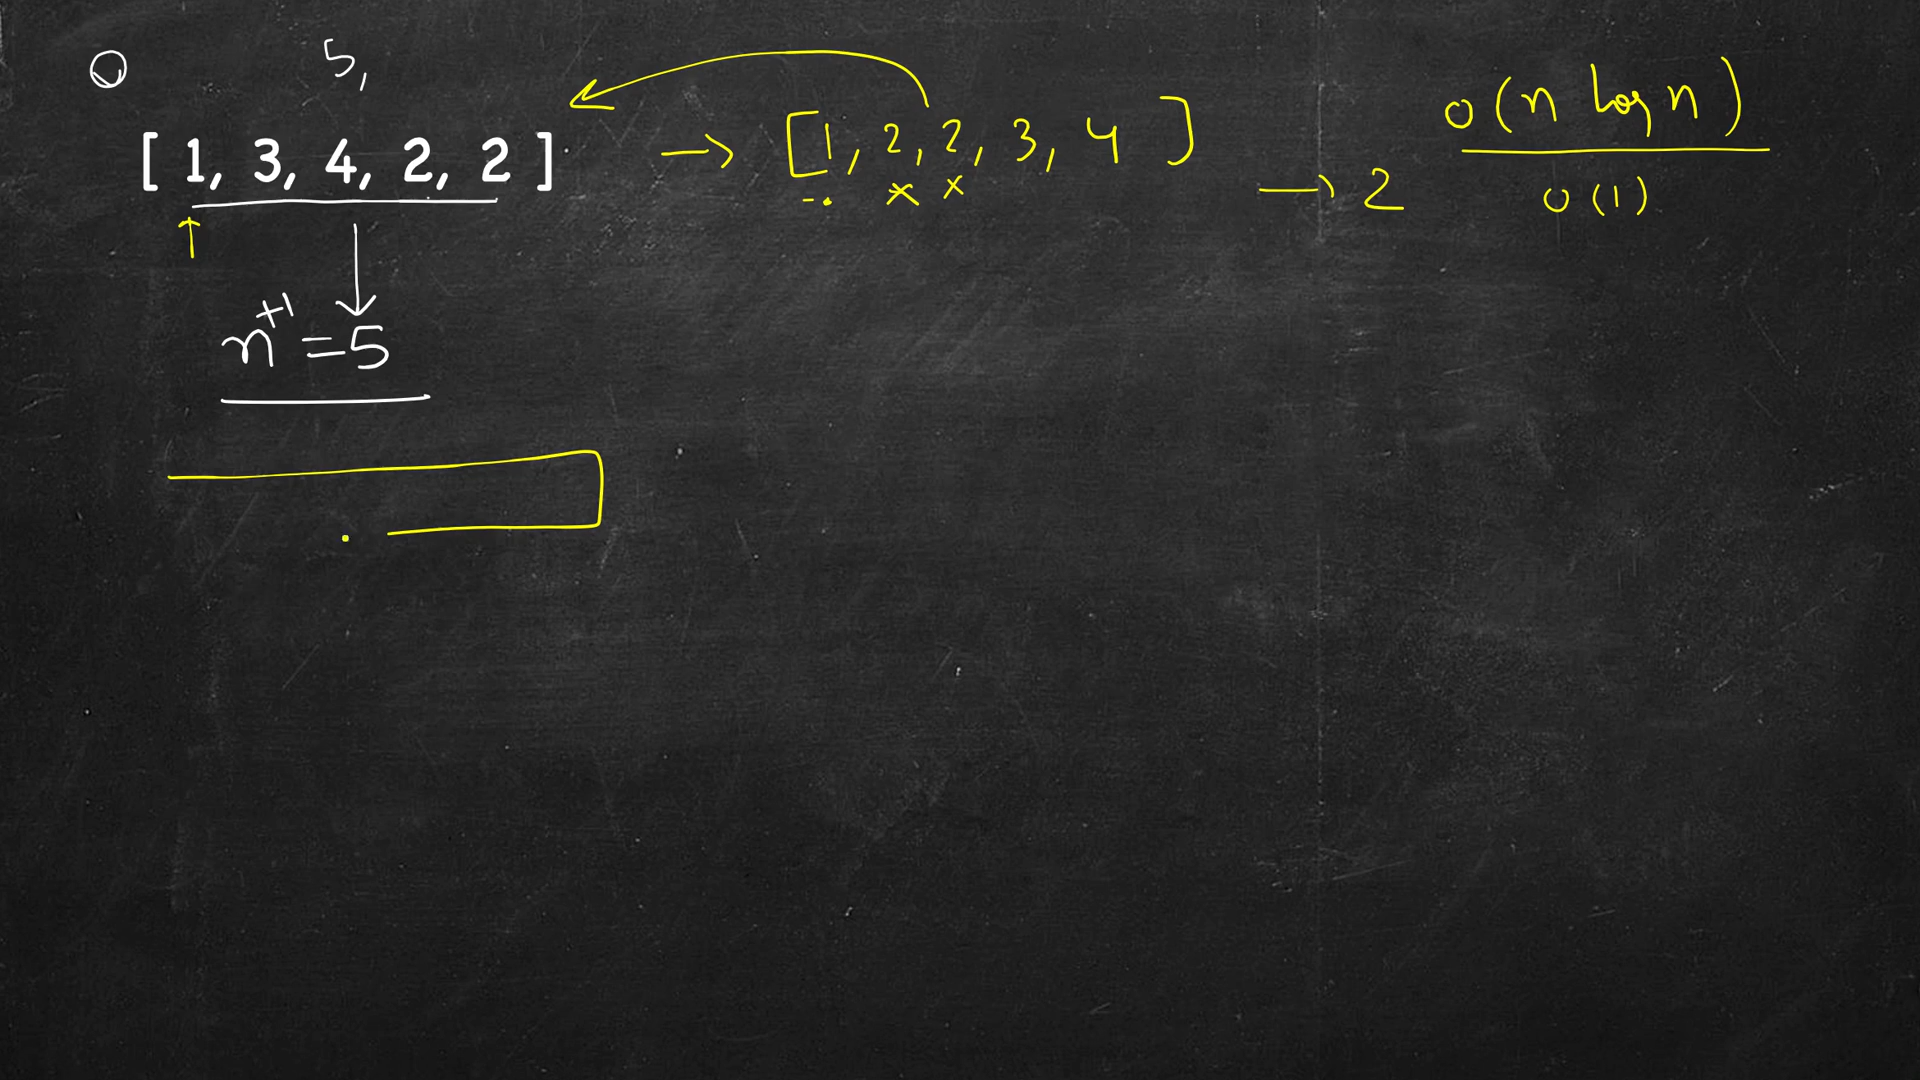 5,
[ 1, 3, 4, 2, 2 ] → [1, 2, 2, 3, 4] → 2
O(n log n)
O(1)
n+1 = 5